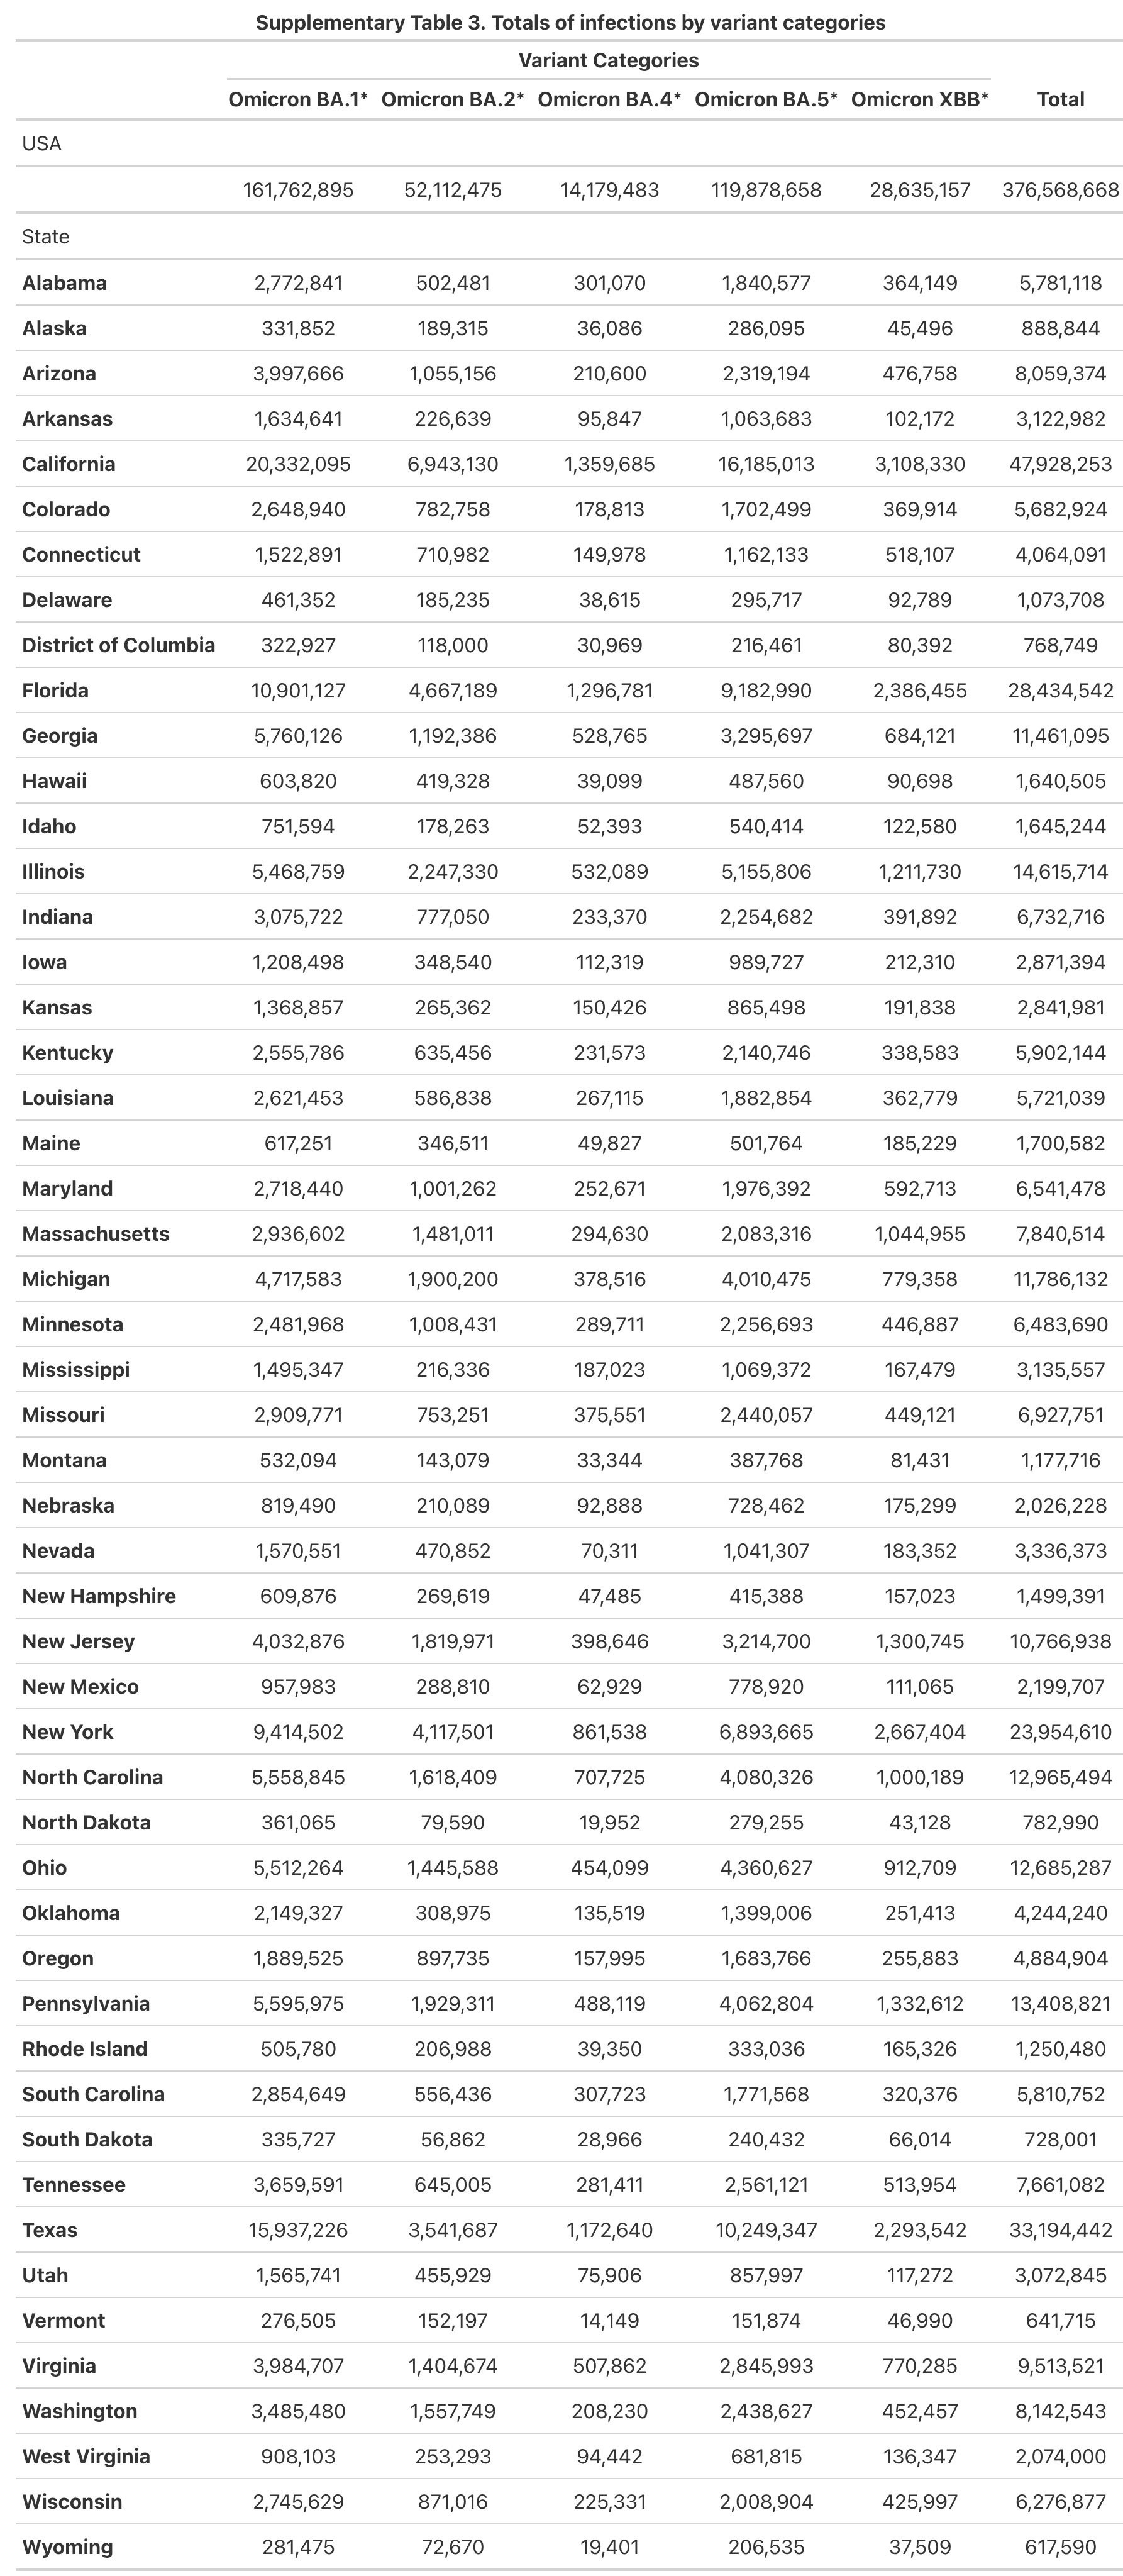 Supplementary Table 3. Totals of infections by variant categories
Variant Categories
Omicron BA.1* Omicron BA.2* Omicron BA.4* Omicron BA.5* Omicron XBB* Total
USA
161,762,895 52,112,475 14,179,483 119,878,658 28,635,157 376,568,668
State
Alabama 2,772,841 502,481 301,070 1,840,577 364,149 5,781,118
Alaska 331,852 189,315 36,086 286,095 45,496 888,844
Arizona 3,997,666 1,055,156 210,600 2,319,194 476,758 8,059,374
Arkansas 1,634,641 226,639 95,847 1,063,683 102,172 3,122,982
California 20,332,095 6,943,130 1,359,685 16,185,013 3,108,330 47,928,253
Colorado 2,648,940 782,758 178,813 1,702,499 369,914 5,682,924
Connecticut 1,522,891 710,982 149,978 1,162,133 518,107 4,064,091
Delaware 461,352 185,235 38,615 295,717 92,789 1,073,708
District of Columbia 322,927 118,000 30,969 216,461 80,392 768,749
Florida 10,901,127 4,667,189 1,296,781 9,182,990 2,386,455 28,434,542
Georgia 5,760,126 1,192,386 528,765 3,295,697 684,121 11,461,095
Hawaii 603,820 419,328 39,099 487,560 90,698 1,640,505
Idaho 751,594 178,263 52,393 540,414 122,580 1,645,244
Illinois 5,468,759 2,247,330 532,089 5,155,806 1,211,730 14,615,714
Indiana 3,075,722 777,050 233,370 2,254,682 391,892 6,732,716
Iowa 1,208,498 348,540 112,319 989,727 212,310 2,871,394
Kansas 1,368,857 265,362 150,426 865,498 191,838 2,841,981
Kentucky 2,555,786 635,456 231,573 2,140,746 338,583 5,902,144
Louisiana 2,621,453 586,838 267,115 1,882,854 362,779 5,721,039
Maine 617,251 346,511 49,827 501,764 185,229 1,700,582
Maryland 2,718,440 1,001,262 252,671 1,976,392 592,713 6,541,478
Massachusetts 2,936,602 1,481,011 294,630 2,083,316 1,044,955 7,840,514
Michigan 4,717,583 1,900,200 378,516 4,010,475 779,358 11,786,132
Minnesota 2,481,968 1,008,431 289,711 2,256,693 446,887 6,483,690
Mississippi 1,495,347 216,336 187,023 1,069,372 167,479 3,135,557
Missouri 2,909,771 753,251 375,551 2,440,057 449,121 6,927,751
Montana 532,094 143,079 33,344 387,768 81,431 1,177,716
Nebraska 819,490 210,089 92,888 728,462 175,299 2,026,228
Nevada 1,570,551 470,852 70,311 1,041,307 183,352 3,336,373
New Hampshire 609,876 269,619 47,485 415,388 157,023 1,499,391
New Jersey 4,032,876 1,819,971 398,646 3,214,700 1,300,745 10,766,938
New Mexico 957,983 288,810 62,929 778,920 111,065 2,199,707
New York 9,414,502 4,117,501 861,538 6,893,665 2,667,404 23,954,610
North Carolina 5,558,845 1,618,409 707,725 4,080,326 1,000,189 12,965,494
North Dakota 361,065 79,590 19,952 279,255 43,128 782,990
Ohio 5,512,264 1,445,588 454,099 4,360,627 912,709 12,685,287
Oklahoma 2,149,327 308,975 135,519 1,399,006 251,413 4,244,240
Oregon 1,889,525 897,735 157,995 1,683,766 255,883 4,884,904
Pennsylvania 5,595,975 1,929,311 488,119 4,062,804 1,332,612 13,408,821
Rhode Island 505,780 206,988 39,350 333,036 165,326 1,250,480
South Carolina 2,854,649 556,436 307,723 1,771,568 320,376 5,810,752
South Dakota 335,727 56,862 28,966 240,432 66,014 728,001
Tennessee 3,659,591 645,005 281,411 2,561,121 513,954 7,661,082
Texas 15,937,226 3,541,687 1,172,640 10,249,347 2,293,542 33,194,442
Utah 1,565,741 455,929 75,906 857,997 117,272 3,072,845
Vermont 276,505 152,197 14,149 151,874 46,990 641,715
Virginia 3,984,707 1,404,674 507,862 2,845,993 770,285 9,513,521
Washington 3,485,480 1,557,749 208,230 2,438,627 452,457 8,142,543
West Virginia 908,103 253,293 94,442 681,815 136,347 2,074,000
Wisconsin 2,745,629 871,016 225,331 2,008,904 425,997 6,276,877
Wyoming 281,475 72,670 19,401 206,535 37,509 617,590